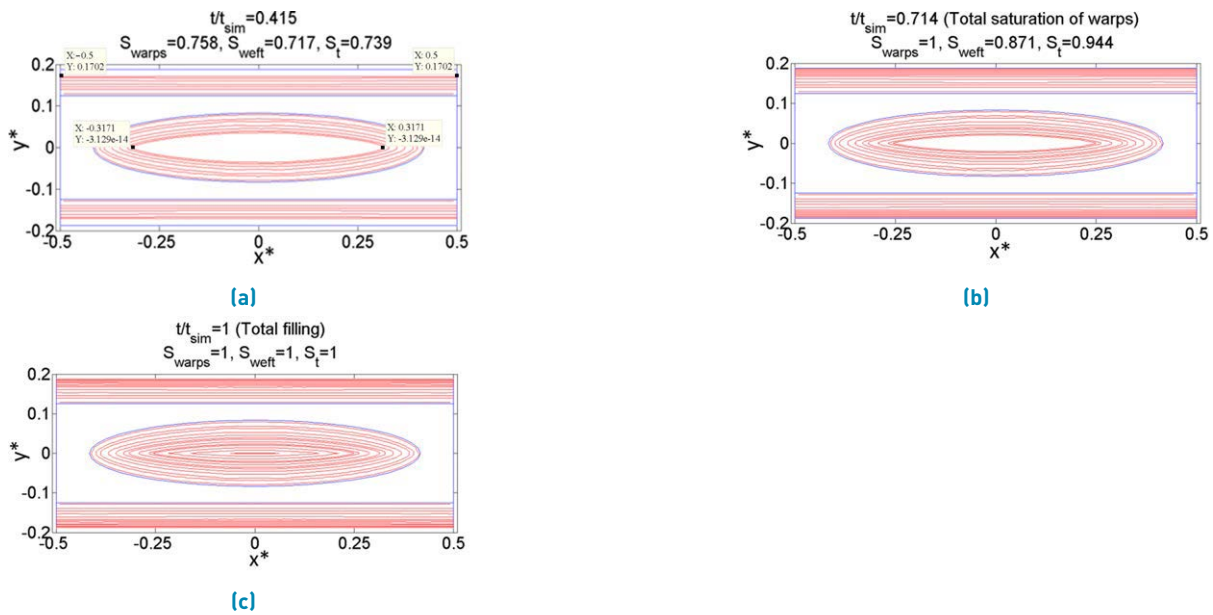 t/t_sim=0.415
S_warps=0.758, S_weft=0.717, S_t=0.739
X:-0.5
Y: 0.1702
X: 0.5
Y: 0.1702
X: -0.3171
Y: -3.129e-14
X: 0.3171
Y: -3.129e-14
y*
0.2
0.1
0
-0.1
-0.2
-0.5
-0.25
0
0.25
0.5
x*
(a)
t/t_sim=0.714 (Total saturation of warps)
S_warps=1, S_weft=0.871, S_t=0.944
y*
0.2
0.1
0
-0.1
-0.2
-0.5
-0.25
0
0.25
0.5
x*
(b)
t/t_sim=1 (Total filling)
S_warps=1, S_weft=1, S_t=1
y*
0.2
0.1
0
-0.1
-0.2
-0.5
-0.25
0
0.25
0.5
x*
(c)